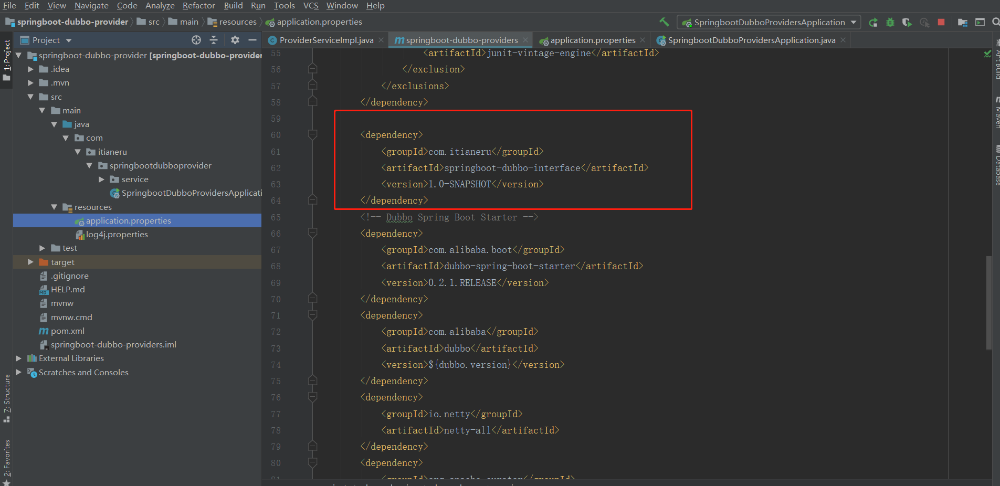 File Edit View Navigate Code Analyze Refactor Build Run Tools VCS Window Help
springboot-dubbo-provider src main resources application.properties SpringbootDubboProvidersApplication
Project
ProviderServiceImpl.java springboot-dubbo-providers application.properties SpringbootDubboProvidersApplication.java
1: Project
Z: Structure
2: Favorites
springboot-dubbo-provider [springboot-dubbo-provider
.idea
.mvn
src
main
java
com
itianeru
springbootdubboprovider
service
SpringbootDubboProvidersApplicati
resources
application.properties
log4j.properties
test
target
.gitignore
HELP.md
mvnw
mvnw.cmd
pom.xml
springboot-dubbo-providers.iml
External Libraries
Scratches and Consoles
55 <artifactId>junit-vintage-engine</artifactId>
56 </exclusion>
57 </exclusions>
58 </dependency>
59
60 <dependency>
61 <groupId>com.itianeru</groupId>
62 <artifactId>springboot-dubbo-interface</artifactId>
63 <version>1.0-SNAPSHOT</version>
64 </dependency>
65 <!-- Dubbo Spring Boot Starter -->
66 <dependency>
67 <groupId>com.alibaba.boot</groupId>
68 <artifactId>dubbo-spring-boot-starter</artifactId>
69 <version>0.2.1.RELEASE</version>
70 </dependency>
71 <dependency>
72 <groupId>com.alibaba</groupId>
73 <artifactId>dubbo</artifactId>
74 <version>${dubbo.version}</version>
75 </dependency>
76 <dependency>
77 <groupId>io.netty</groupId>
78 <artifactId>netty-all</artifactId>
79 </dependency>
80 <dependency>
81 <groupId>org.apache.curator</groupId>
Ant Build
Maven
Database